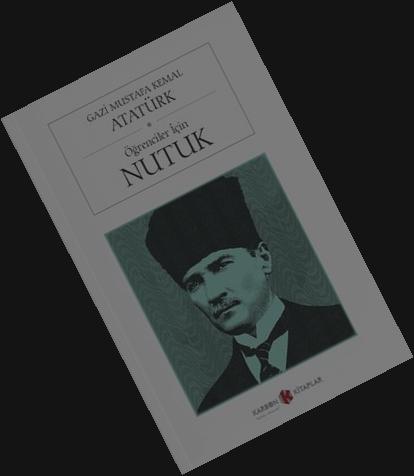 GAZİ MUSTAFA KEMAL
ATATÜRK
Öğrenciler İçin
NUTUK
KARBON KİTAPLAR